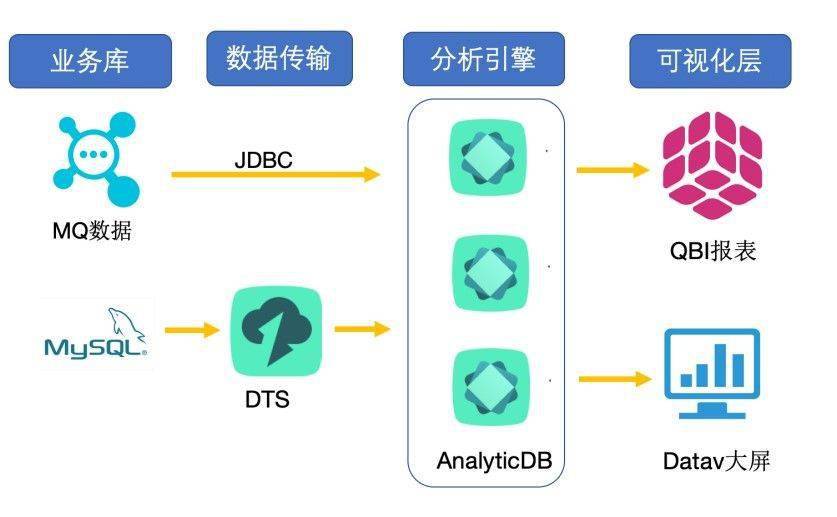 业务库
数据传输
分析引擎
可视化层
JDBC
MQ数据
QBI报表
MySQL®
DTS
AnalyticDB
Datav大屏